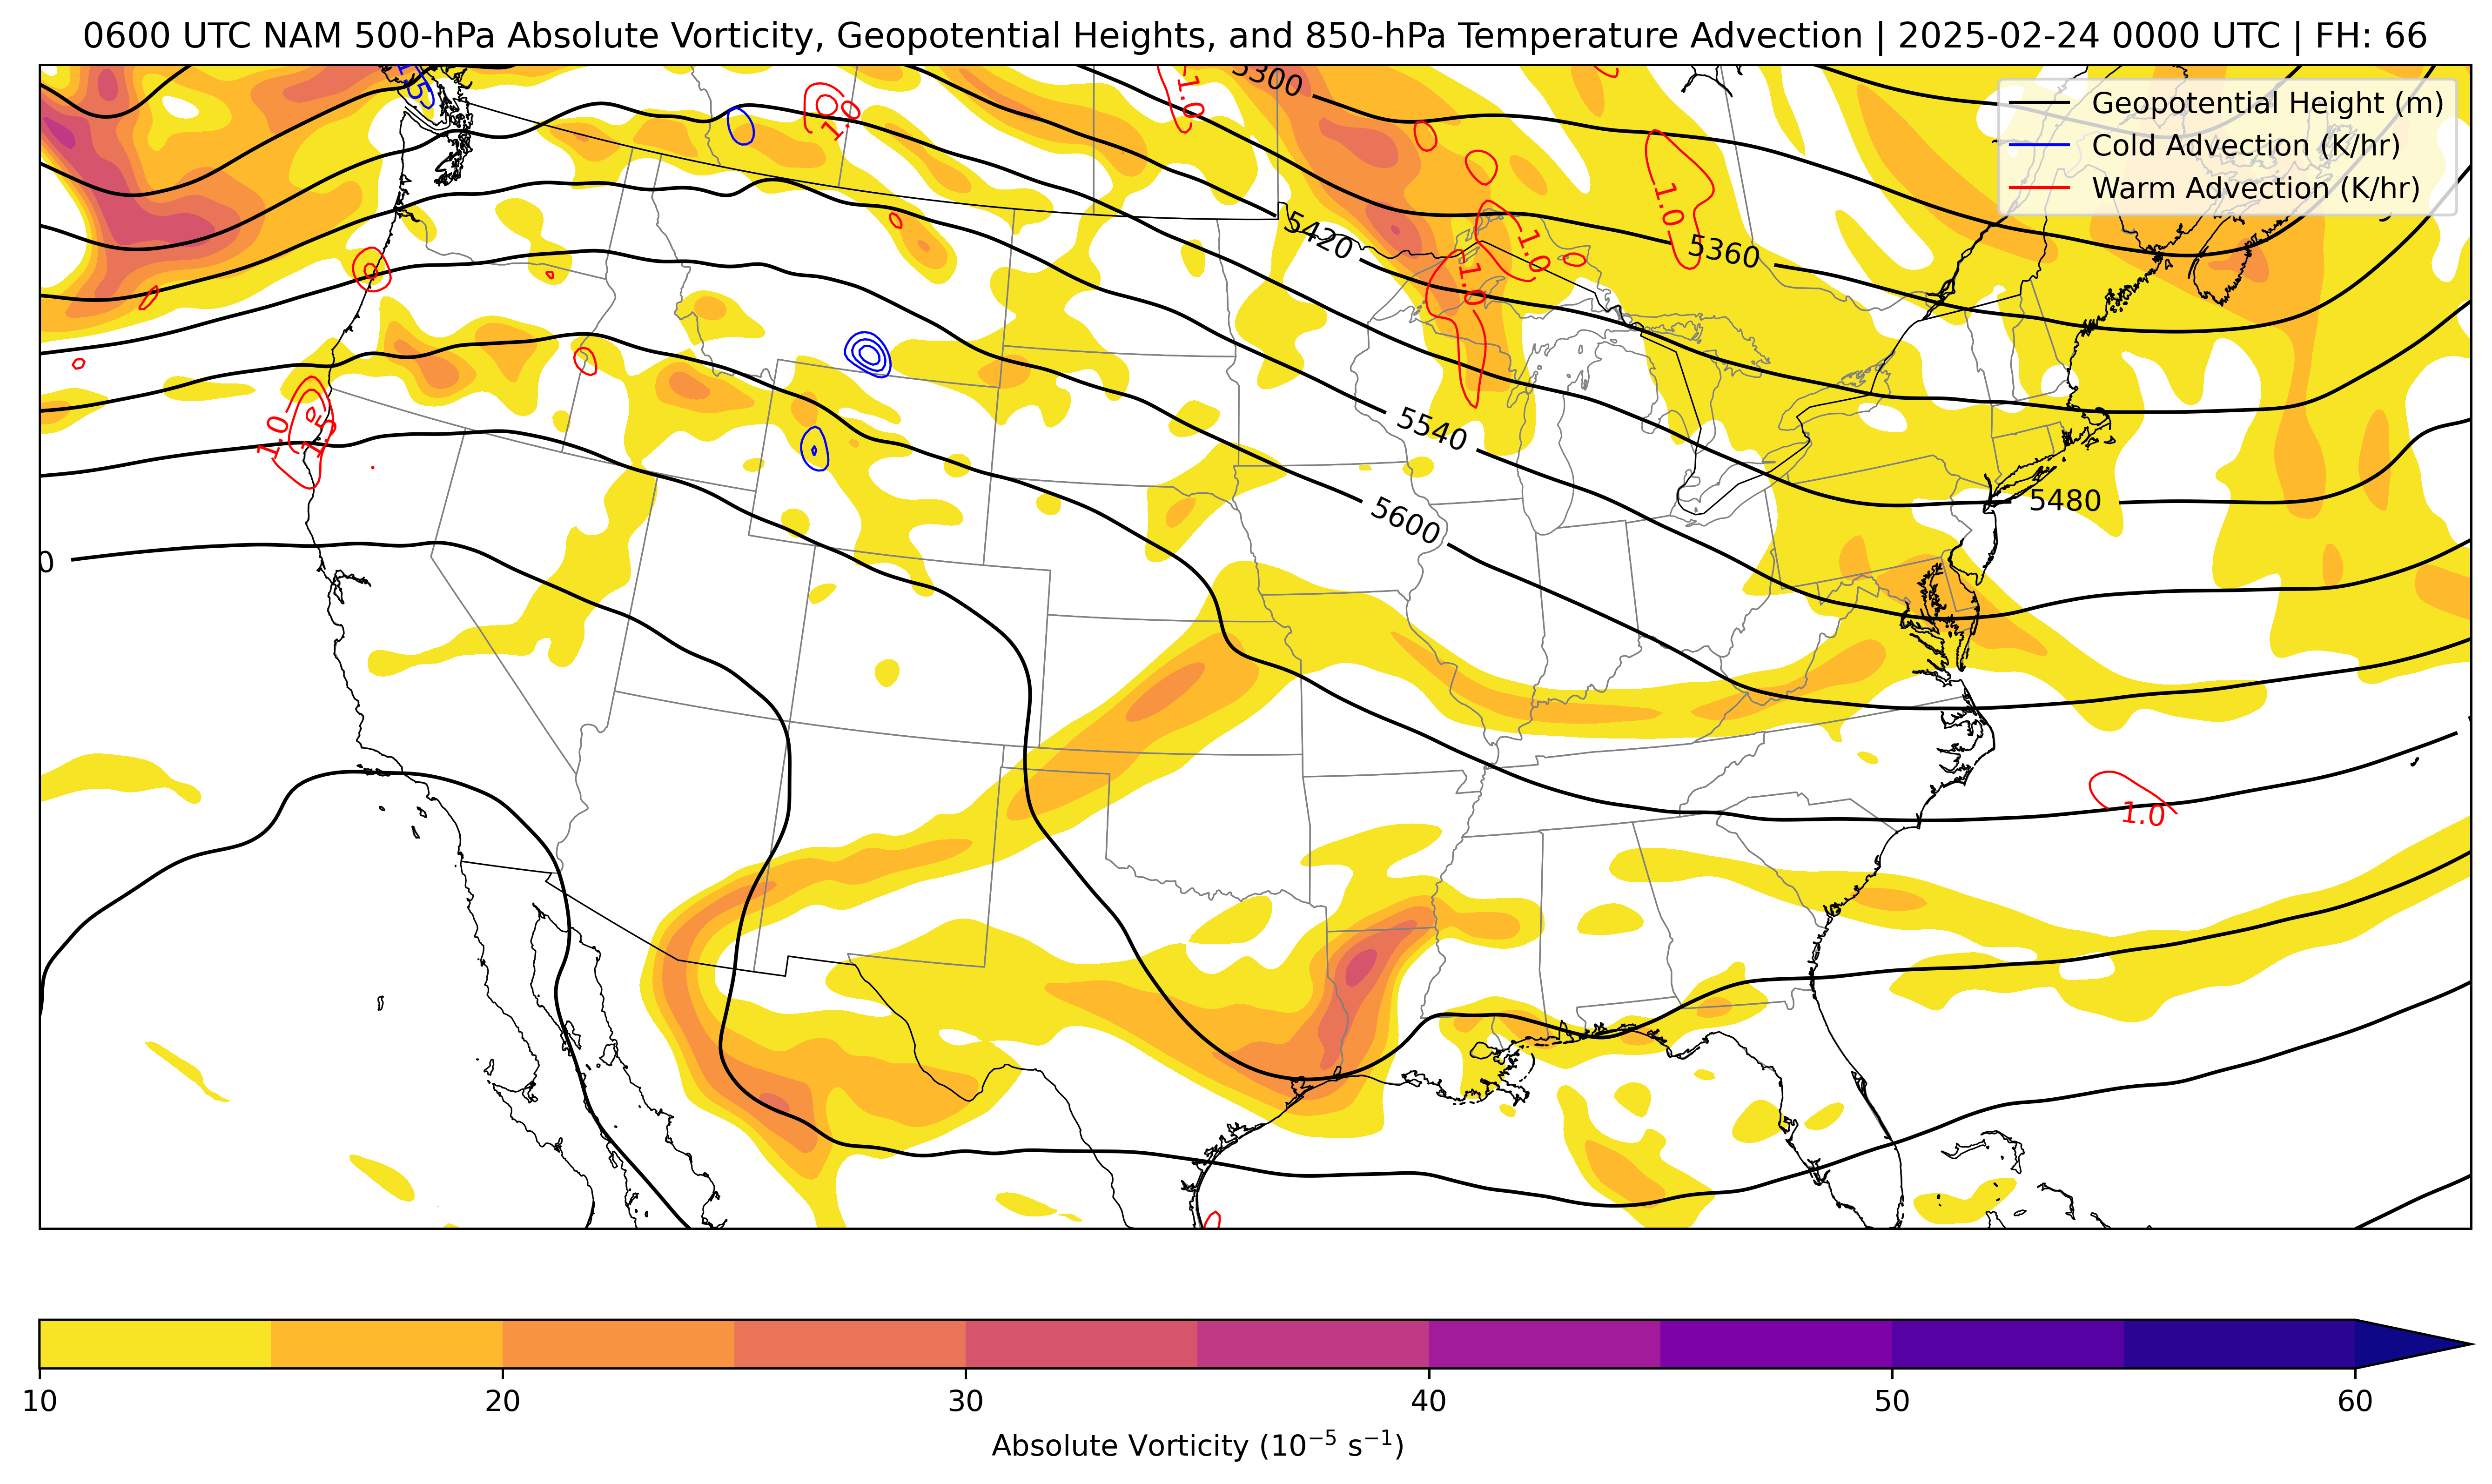 0600 UTC NAM 500-hPa Absolute Vorticity, Geopotential Heights, and 850-hPa Temperature Advection | 2025-02-24 0000 UTC | FH: 66
Geopotential Height (m)
Cold Advection (K/hr)
Warm Advection (K/hr)
5300
1.0
1.0
1.0
5420
1.0
1.0
5360
5540
1.0
1.5
5480
5600
0
1.0
10 20 30 40 50 60
Absolute Vorticity (10⁻⁵ s⁻¹)